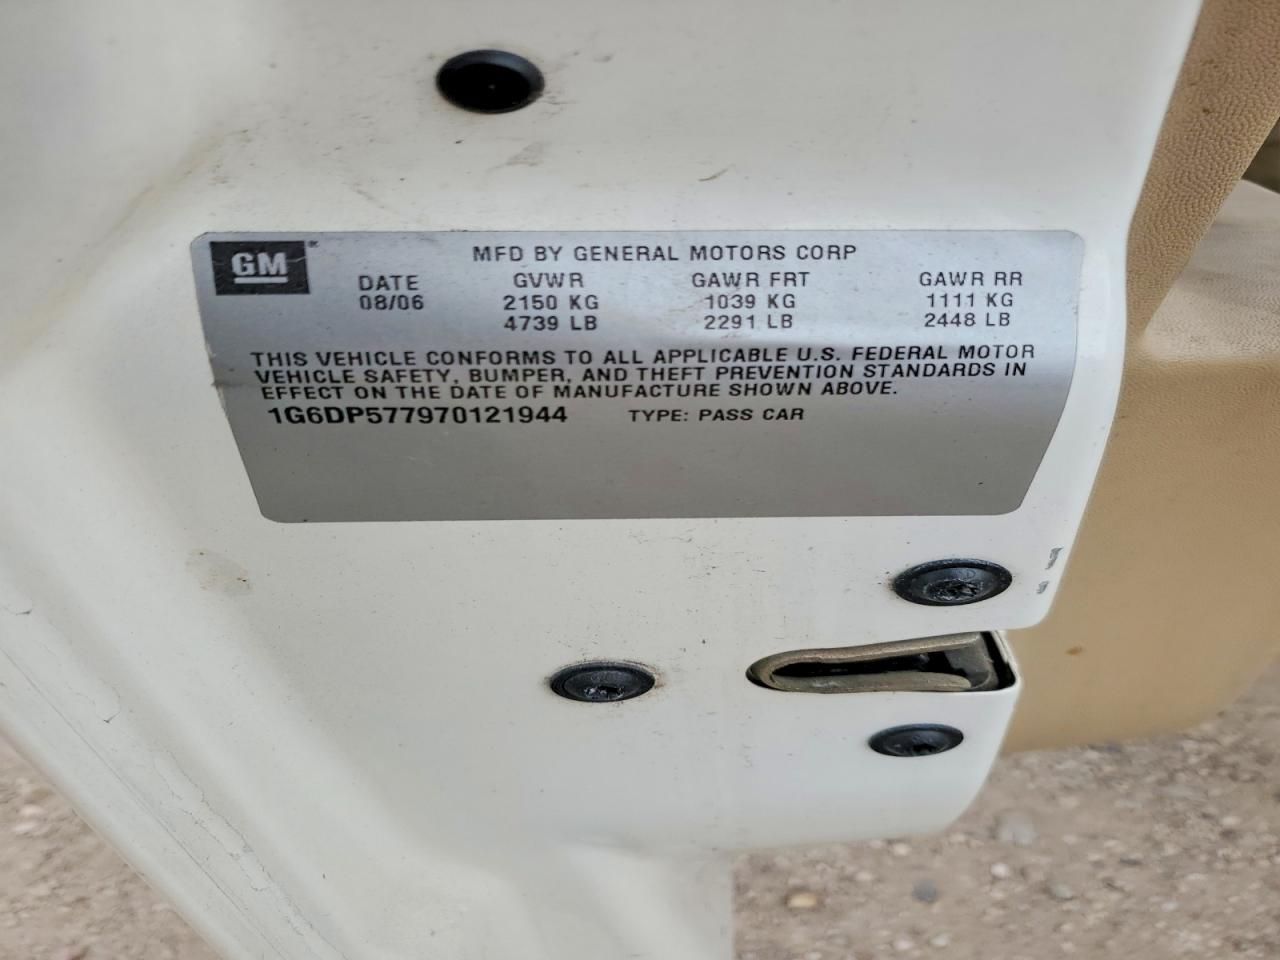 GM
MFD BY GENERAL MOTORS CORP
DATE GVWR GAWR FRT GAWR RR
08/06 2150 KG 1039 KG 1111 KG
4739 LB 2291 LB 2448 LB
THIS VEHICLE CONFORMS TO ALL APPLICABLE U.S. FEDERAL MOTOR
VEHICLE SAFETY, BUMPER, AND THEFT PREVENTION STANDARDS IN
EFFECT ON THE DATE OF MANUFACTURE SHOWN ABOVE.
1G6DP577970121944 TYPE: PASS CAR